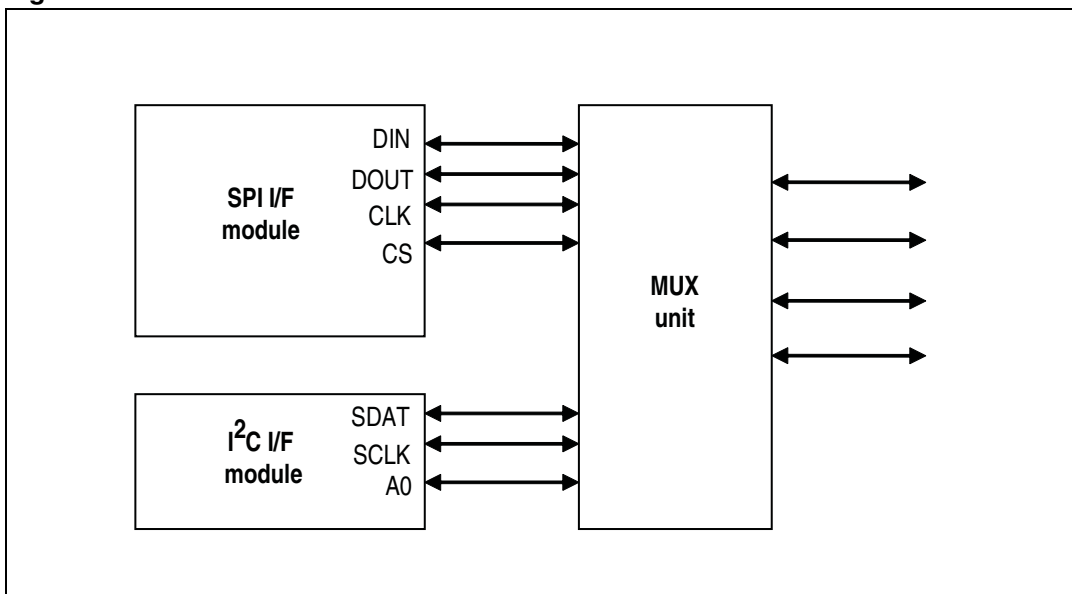 SPI I/F
module
DIN
DOUT
CLK
CS
I²C I/F
module
SDAT
SCLK
A0
MUX
unit